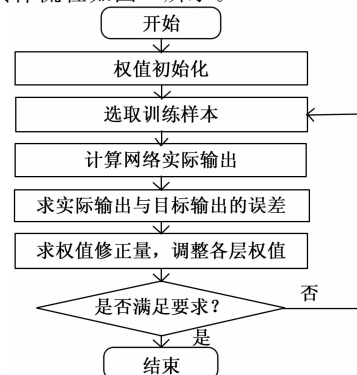 开始
权值初始化
选取训练样本
计算网络实际输出
求实际输出与目标输出的误差
求权值修正量，调整各层权值
是否满足要求？
否
是
结束